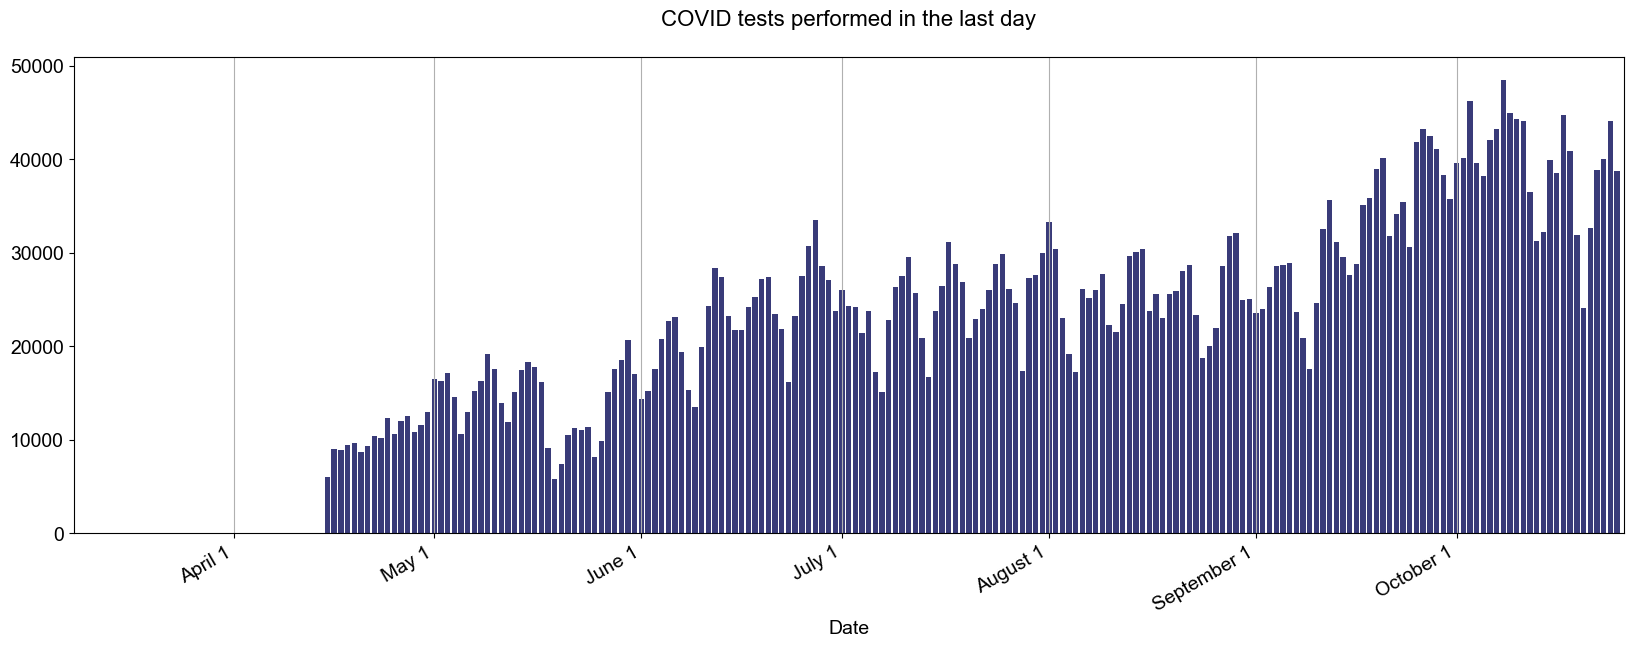 COVID tests performed in the last day
50000
40000
30000
20000
10000
0
April 1
May 1
June 1
July 1
August 1
September 1
October 1
Date